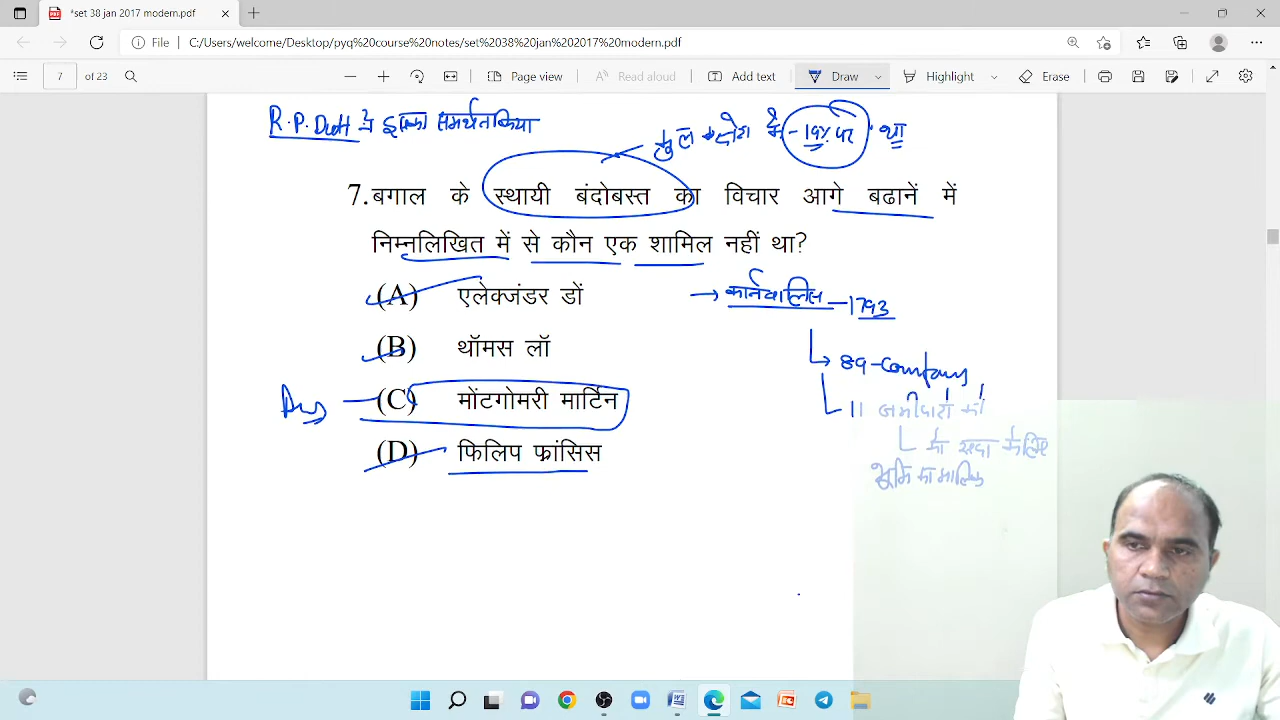 *set 38 jan 2017 modern.pdf
File
C:/Users/welcome/Desktop/pyq%20course%20notes/set%2038%20jan%202017%20modern.pdf
7 of 23
Page view
Read aloud
Add text
Draw
Highlight
Erase
R.P. Dutt ने इसका समर्थन किया
कुल के - 19% पर था
7. बगाल के स्थायी बंदोबस्त का विचार आगे बढानें में
निम्नलिखित में से कौन एक शामिल नहीं था?
(A) एलेक्जंडर डों
→ कार्नवालिस - 1793
(B) थॉमस लॉ
89 - Company
Ans (C) मोंटगोमरी मार्टिन
11 जमीदारों को
(D) फिलिप फ्रांसिस
को सदा के लिए
भूमि का मालिक